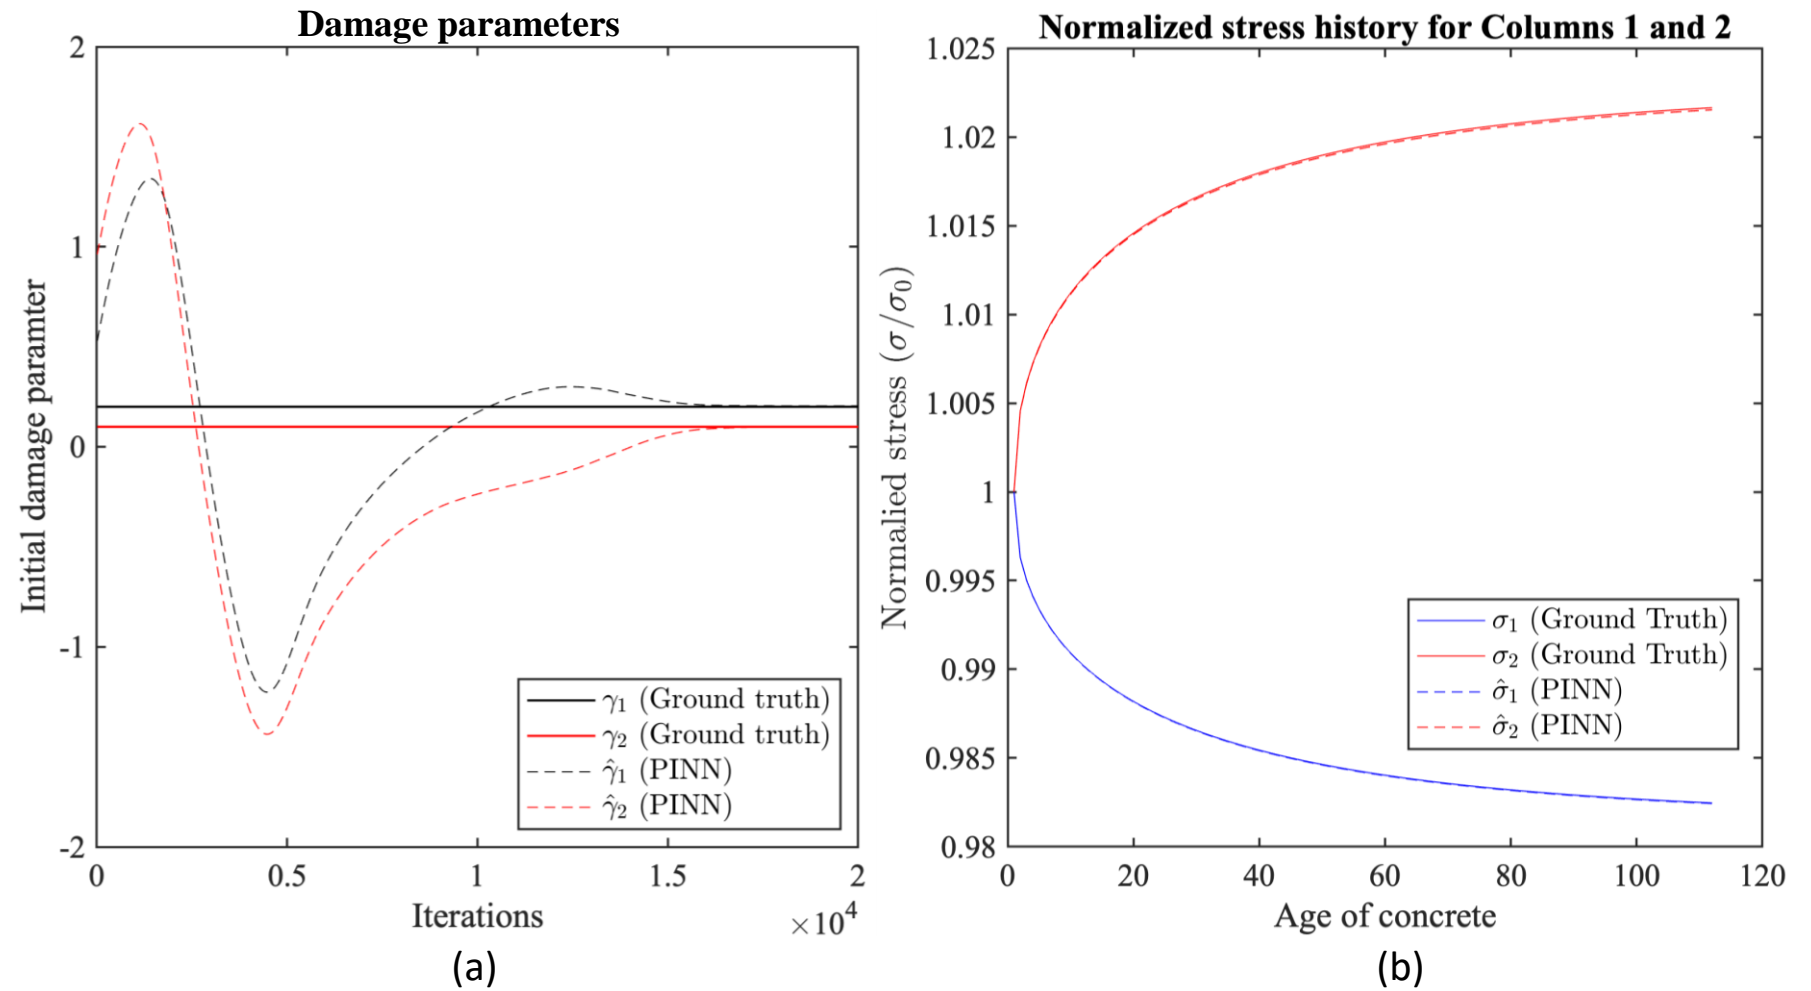 Damage parameters
2
1
0
-1
-2
Initial damage paramter
0
0.5
1
1.5
2
×10⁴
Iterations
γ₁ (Ground truth)
γ₂ (Ground truth)
γ̂₁ (PINN)
γ̂₂ (PINN)
(a)
Normalized stress history for Columns 1 and 2
1.025
1.02
1.015
1.01
1.005
1
0.995
0.99
0.985
0.98
Normalied stress (σ/σ₀)
0
20
40
60
80
100
120
Age of concrete
σ₁ (Ground Truth)
σ₂ (Ground Truth)
σ̂₁ (PINN)
σ̂₂ (PINN)
(b)